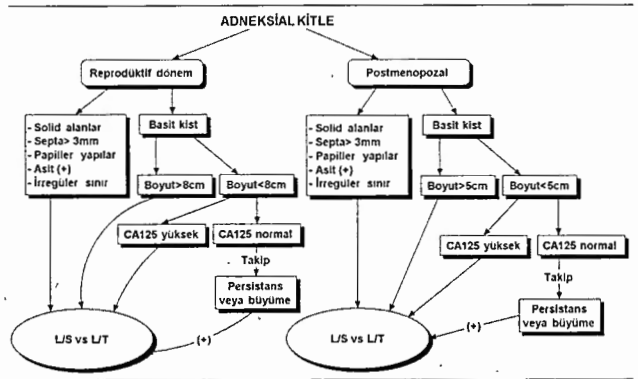 ADNEKSİAL KİTLE
Reprodüktif dönem
- Solid alanlar
- Septa> 3mm
- Papiller yapılar
- Asit (+)
- İrregüler sınır
Basit kist
Boyut>8cm
Boyut<8cm
CA125 yüksek
CA125 normal
Takip
Persistans
veya büyüme
(+)
L/S vs L/T
Postmenopozal
- Solid alanlar
- Septa> 3mm
- Papiller yapılar
- Asit (+)
- İrregüler sınır
Basit kist
Boyut>5cm
Boyut<5cm
CA125 yüksek
CA125 normal
Takip
Persistans
veya büyüme
(+)
L/S vs L/T